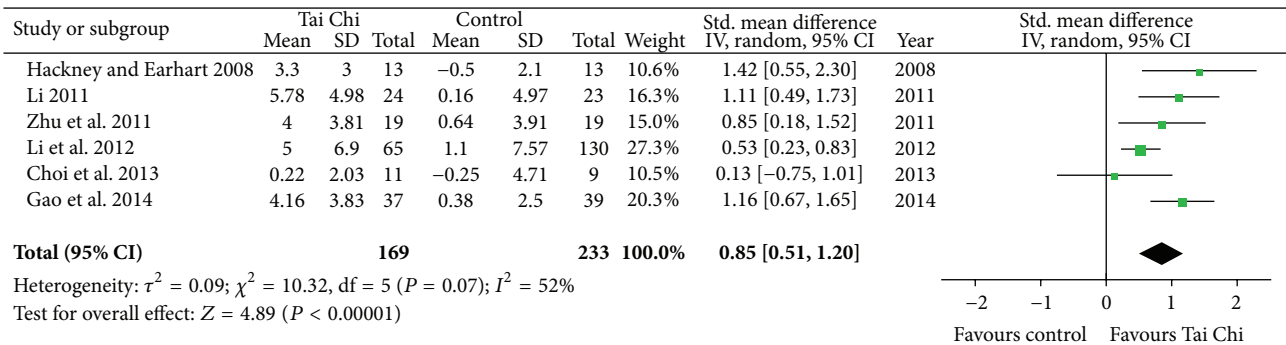 Study or subgroup Tai Chi Control Std. mean difference Std. mean difference
Mean SD Total Mean SD Total Weight IV, random, 95% CI Year IV, random, 95% CI
Hackney and Earhart 2008 3.3 3 13 −0.5 2.1 13 10.6% 1.42 [0.55, 2.30] 2008
Li 2011 5.78 4.98 24 0.16 4.97 23 16.3% 1.11 [0.49, 1.73] 2011
Zhu et al. 2011 4 3.81 19 0.64 3.91 19 15.0% 0.85 [0.18, 1.52] 2011
Li et al. 2012 5 6.9 65 1.1 7.57 130 27.3% 0.53 [0.23, 0.83] 2012
Choi et al. 2013 0.22 2.03 11 −0.25 4.71 9 10.5% 0.13 [−0.75, 1.01] 2013
Gao et al. 2014 4.16 3.83 37 0.38 2.5 39 20.3% 1.16 [0.67, 1.65] 2014
Total (95% CI) 169 233 100.0% 0.85 [0.51, 1.20]
Heterogeneity: τ² = 0.09; χ² = 10.32, df = 5 (P = 0.07); I² = 52%
Test for overall effect: Z = 4.89 (P < 0.00001)
−2 −1 0 1 2
Favours control Favours Tai Chi